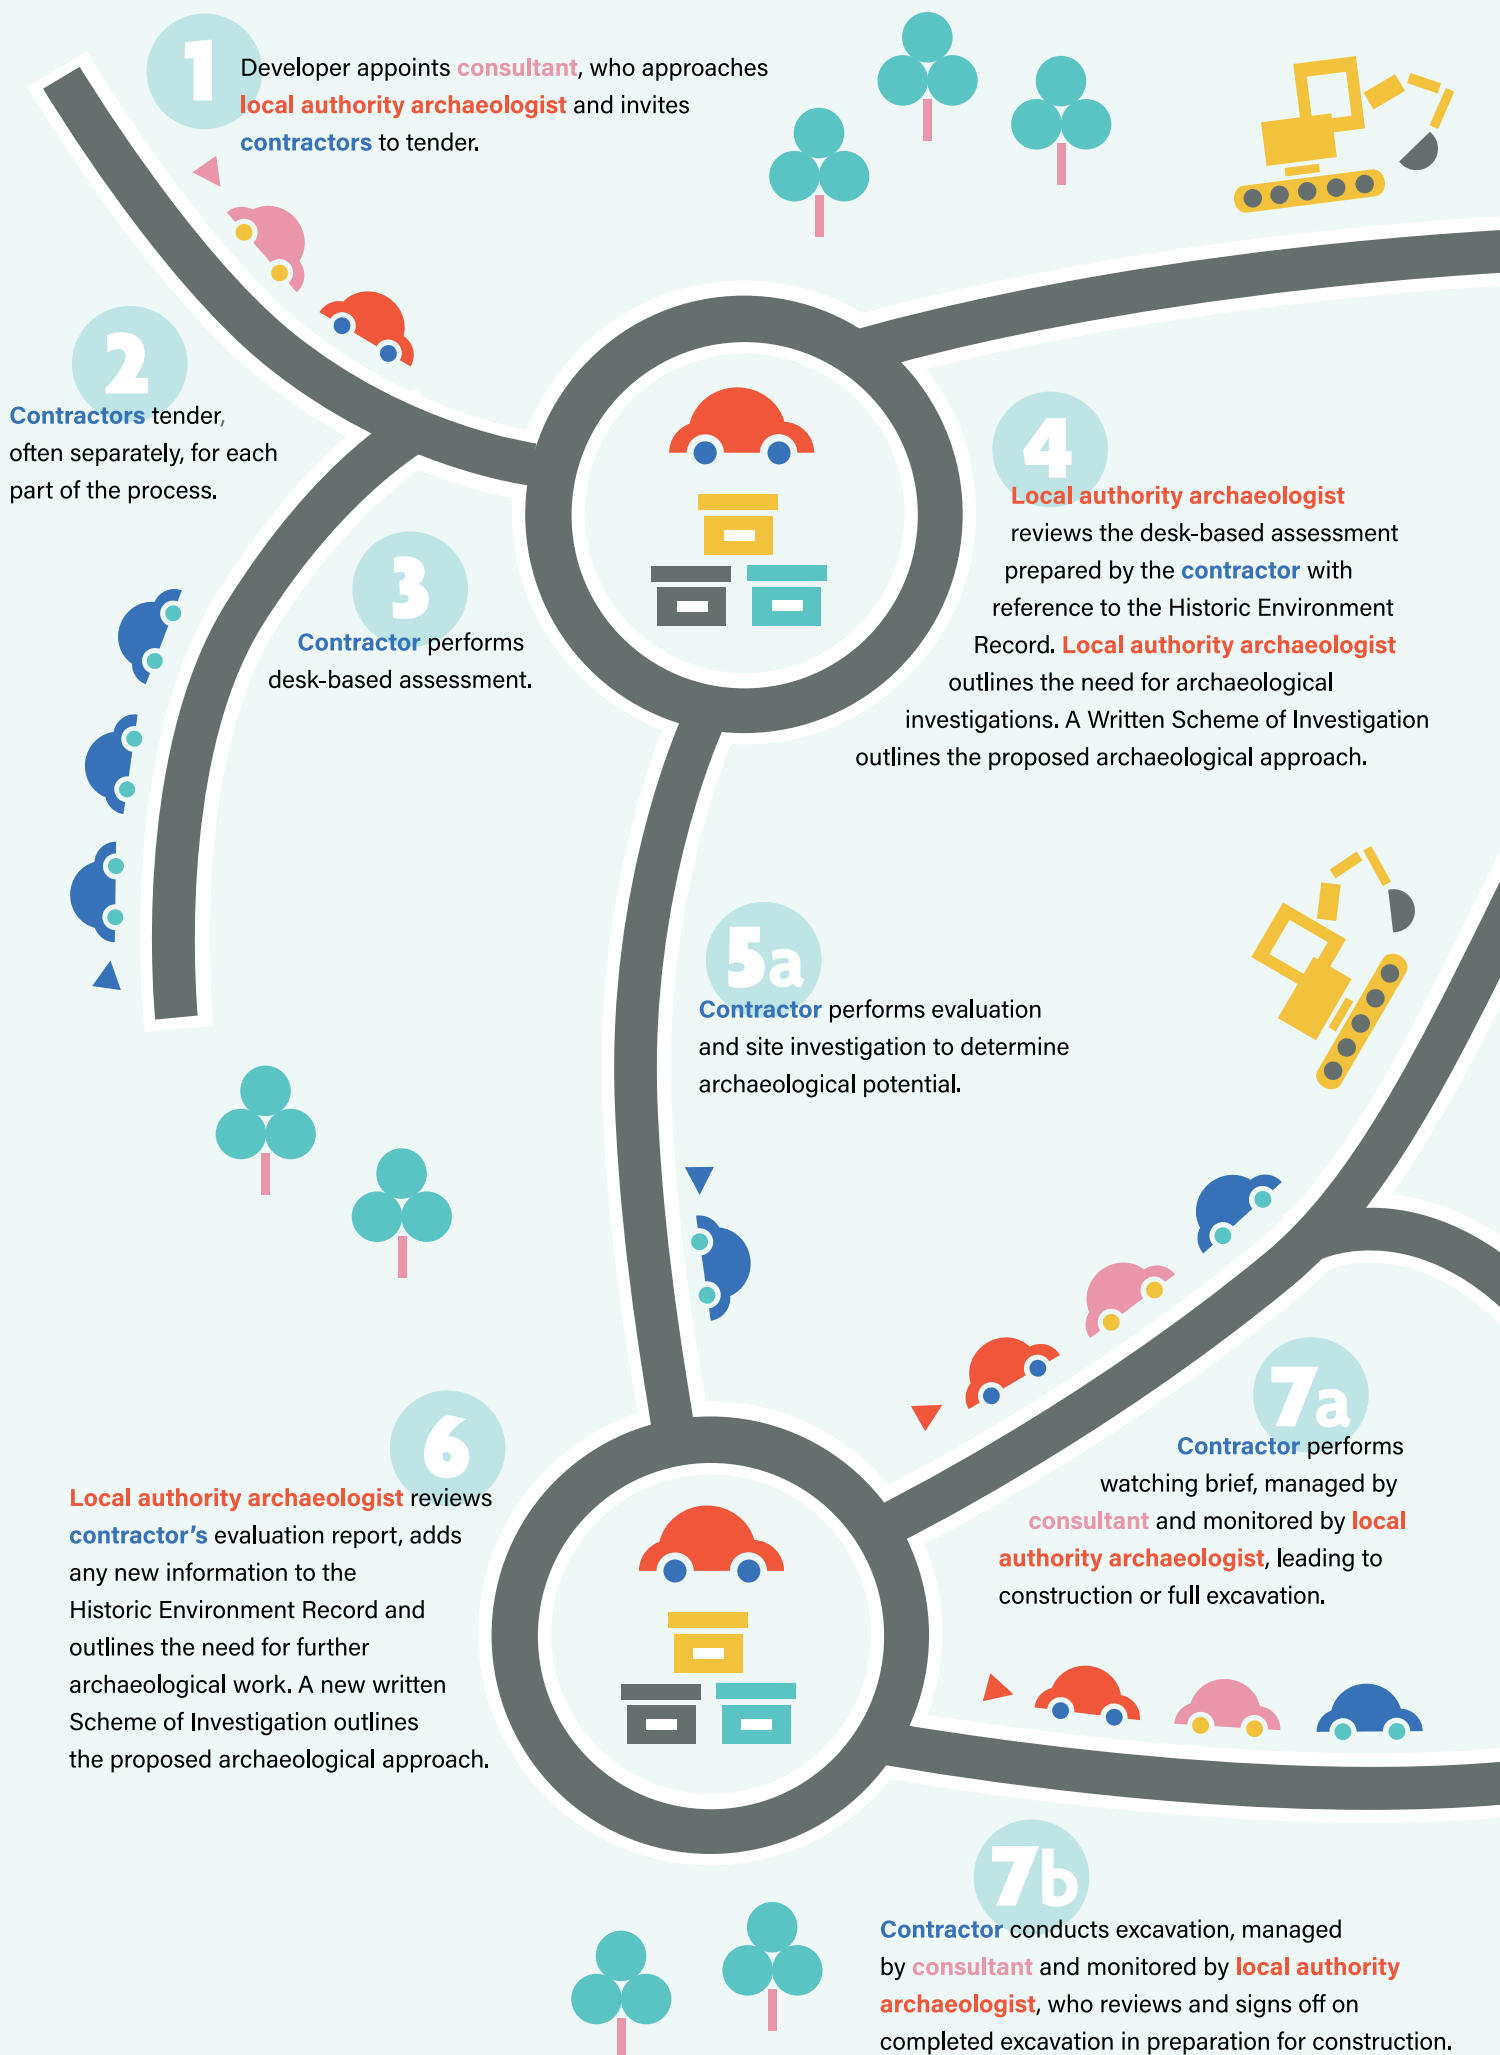 1
Developer appoints consultant, who approaches
local authority archaeologist and invites
contractors to tender.
2
Contractors tender,
often separately, for each
part of the process.
3
Contractor performs
desk-based assessment.
4
Local authority archaeologist
reviews the desk-based assessment
prepared by the contractor with
reference to the Historic Environment
Record. Local authority archaeologist
outlines the need for archaeological
investigations. A Written Scheme of Investigation
outlines the proposed archaeological approach.
5a
Contractor performs evaluation
and site investigation to determine
archaeological potential.
6
Local authority archaeologist reviews
contractor's evaluation report, adds
any new information to the
Historic Environment Record and
outlines the need for further
archaeological work. A new written
Scheme of Investigation outlines
the proposed archaeological approach.
7a
Contractor performs
watching brief, managed by
consultant and monitored by local
authority archaeologist, leading to
construction or full excavation.
7b
Contractor conducts excavation, managed
by consultant and monitored by local authority
archaeologist, who reviews and signs off on
completed excavation in preparation for construction.